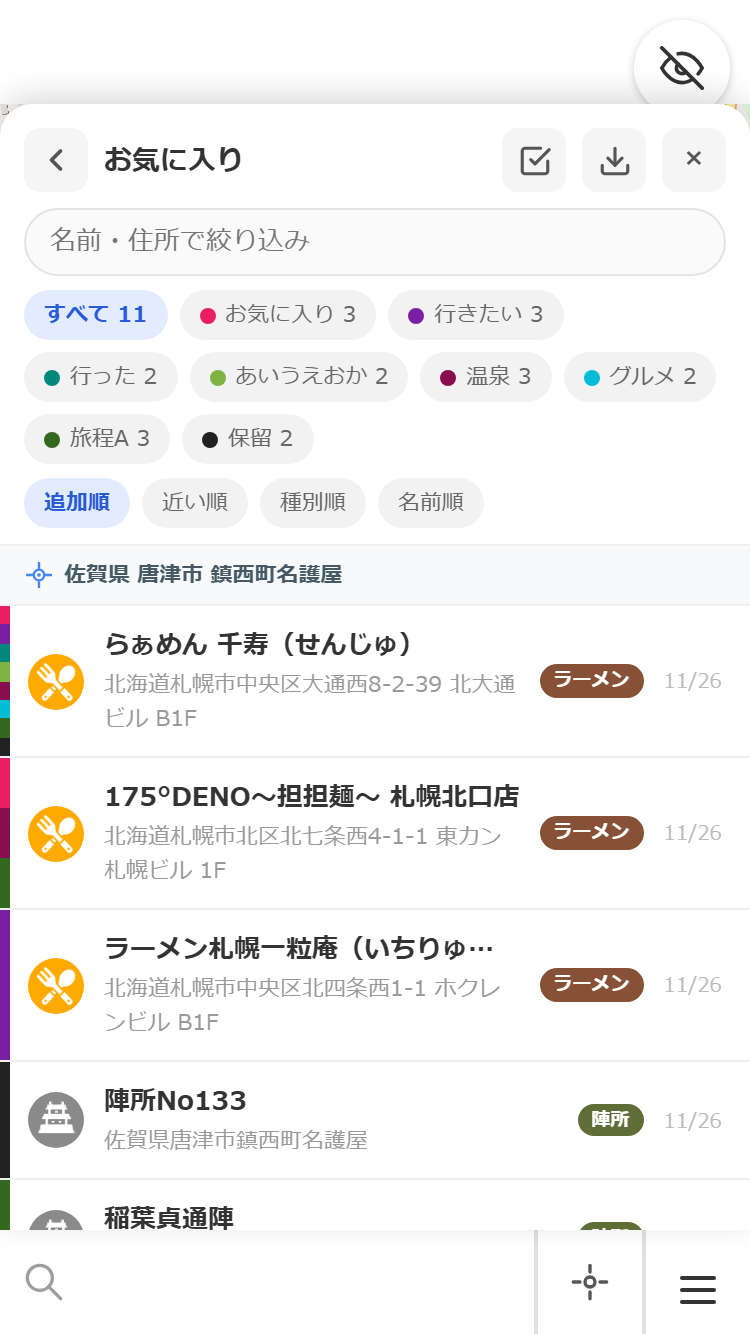 お気に入り
名前・住所で絞り込み
すべて 11
お気に入り 3
行きたい 3
行った 2
あいうえおか 2
温泉 3
グルメ 2
旅程A 3
保留 2
追加順
近い順
種別順
名前順
佐賀県 唐津市 鎮西町名護屋
らぁめん 千寿（せんじゅ）
北海道札幌市中央区大通西8-2-39 北大通
ビル B1F
ラーメン
11/26
175°DENO〜担担麺〜 札幌北口店
北海道札幌市北区北七条西4-1-1 東カン
札幌ビル 1F
ラーメン
11/26
ラーメン札幌一粒庵（いちりゅ…
北海道札幌市中央区北四条西1-1 ホクレ
ンビル B1F
ラーメン
11/26
陣所No133
佐賀県唐津市鎮西町名護屋
陣所
11/26
稲葉貞通陣